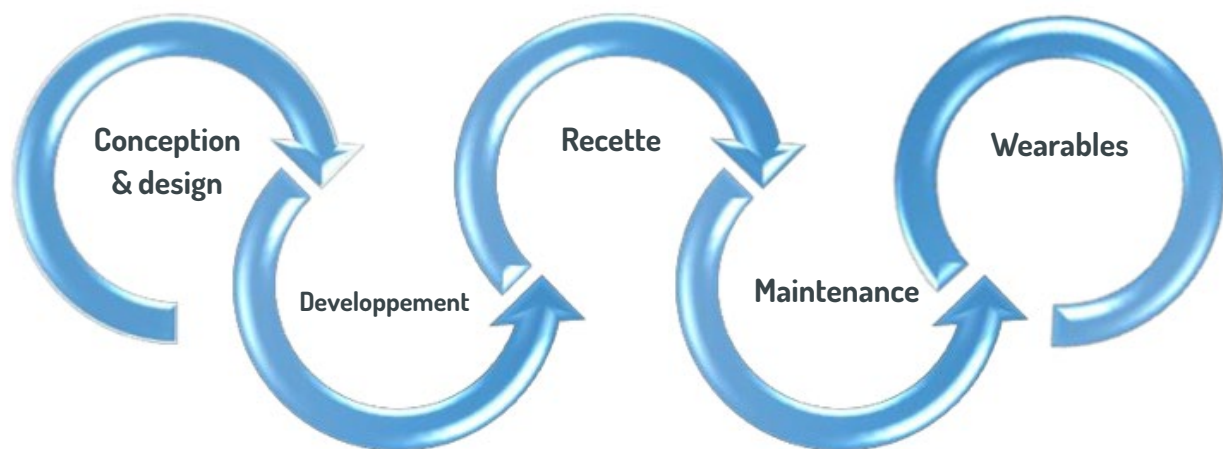 Conception
& design
Developpement
Recette
Maintenance
Wearables